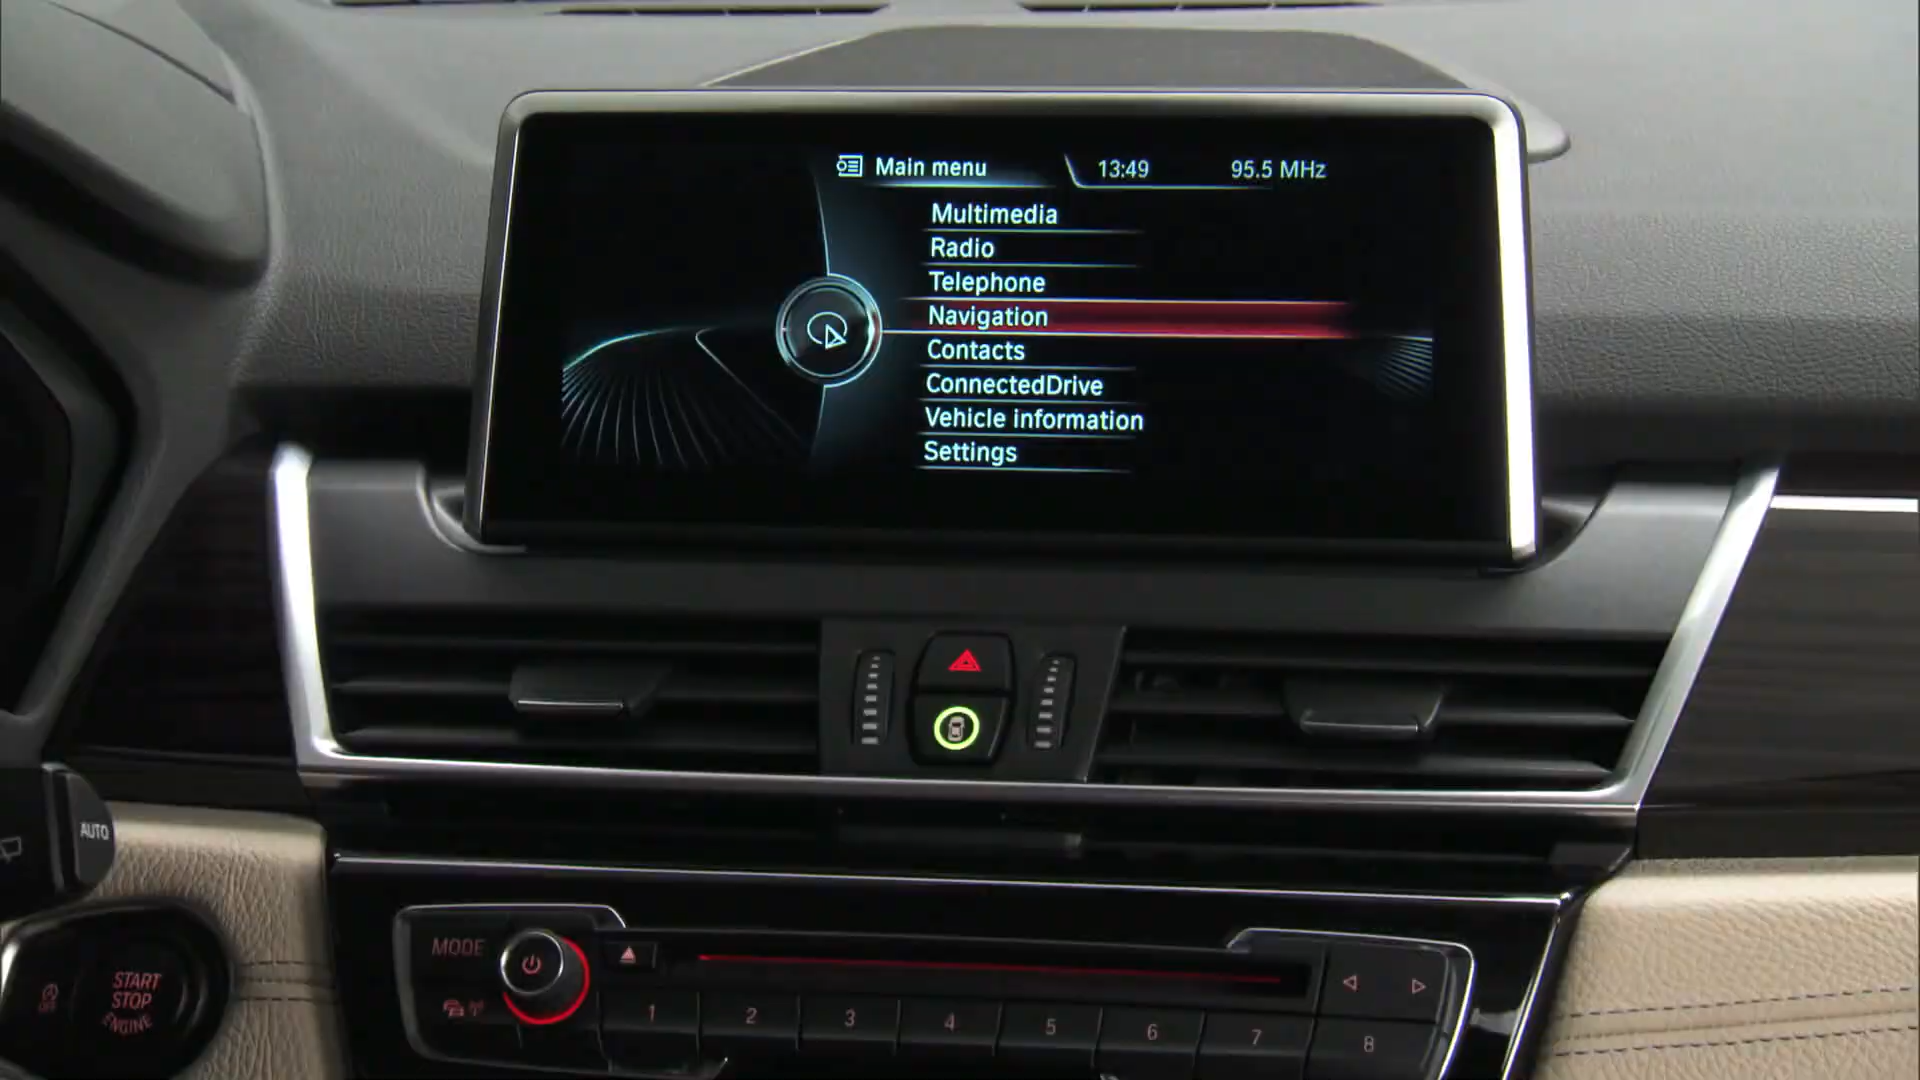 Main menu
13:49
95.5 MHz
Multimedia
Radio
Telephone
Navigation
Contacts
ConnectedDrive
Vehicle information
Settings
AUTO
MODE
START
STOP
ENGINE
OFF
1
2
3
4
5
6
7
8